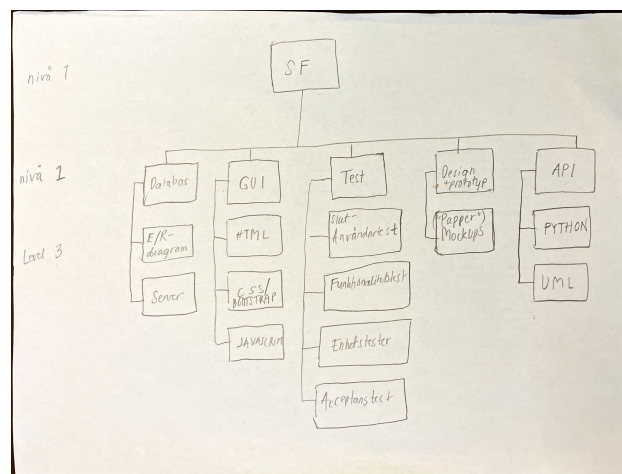 nivå 1
SF
nivå 2
Databas
GUI
Test
Design
+prototyp
API
Level 3
E/R-
diagram
HTML
Slut-
Användartest
"Papper"
Mockups
PYTHON
Server
CSS/
BOOTSTRAP
Funktionalitetstest
UML
JAVASCRIPT
Enhetstester
Acceptanstest